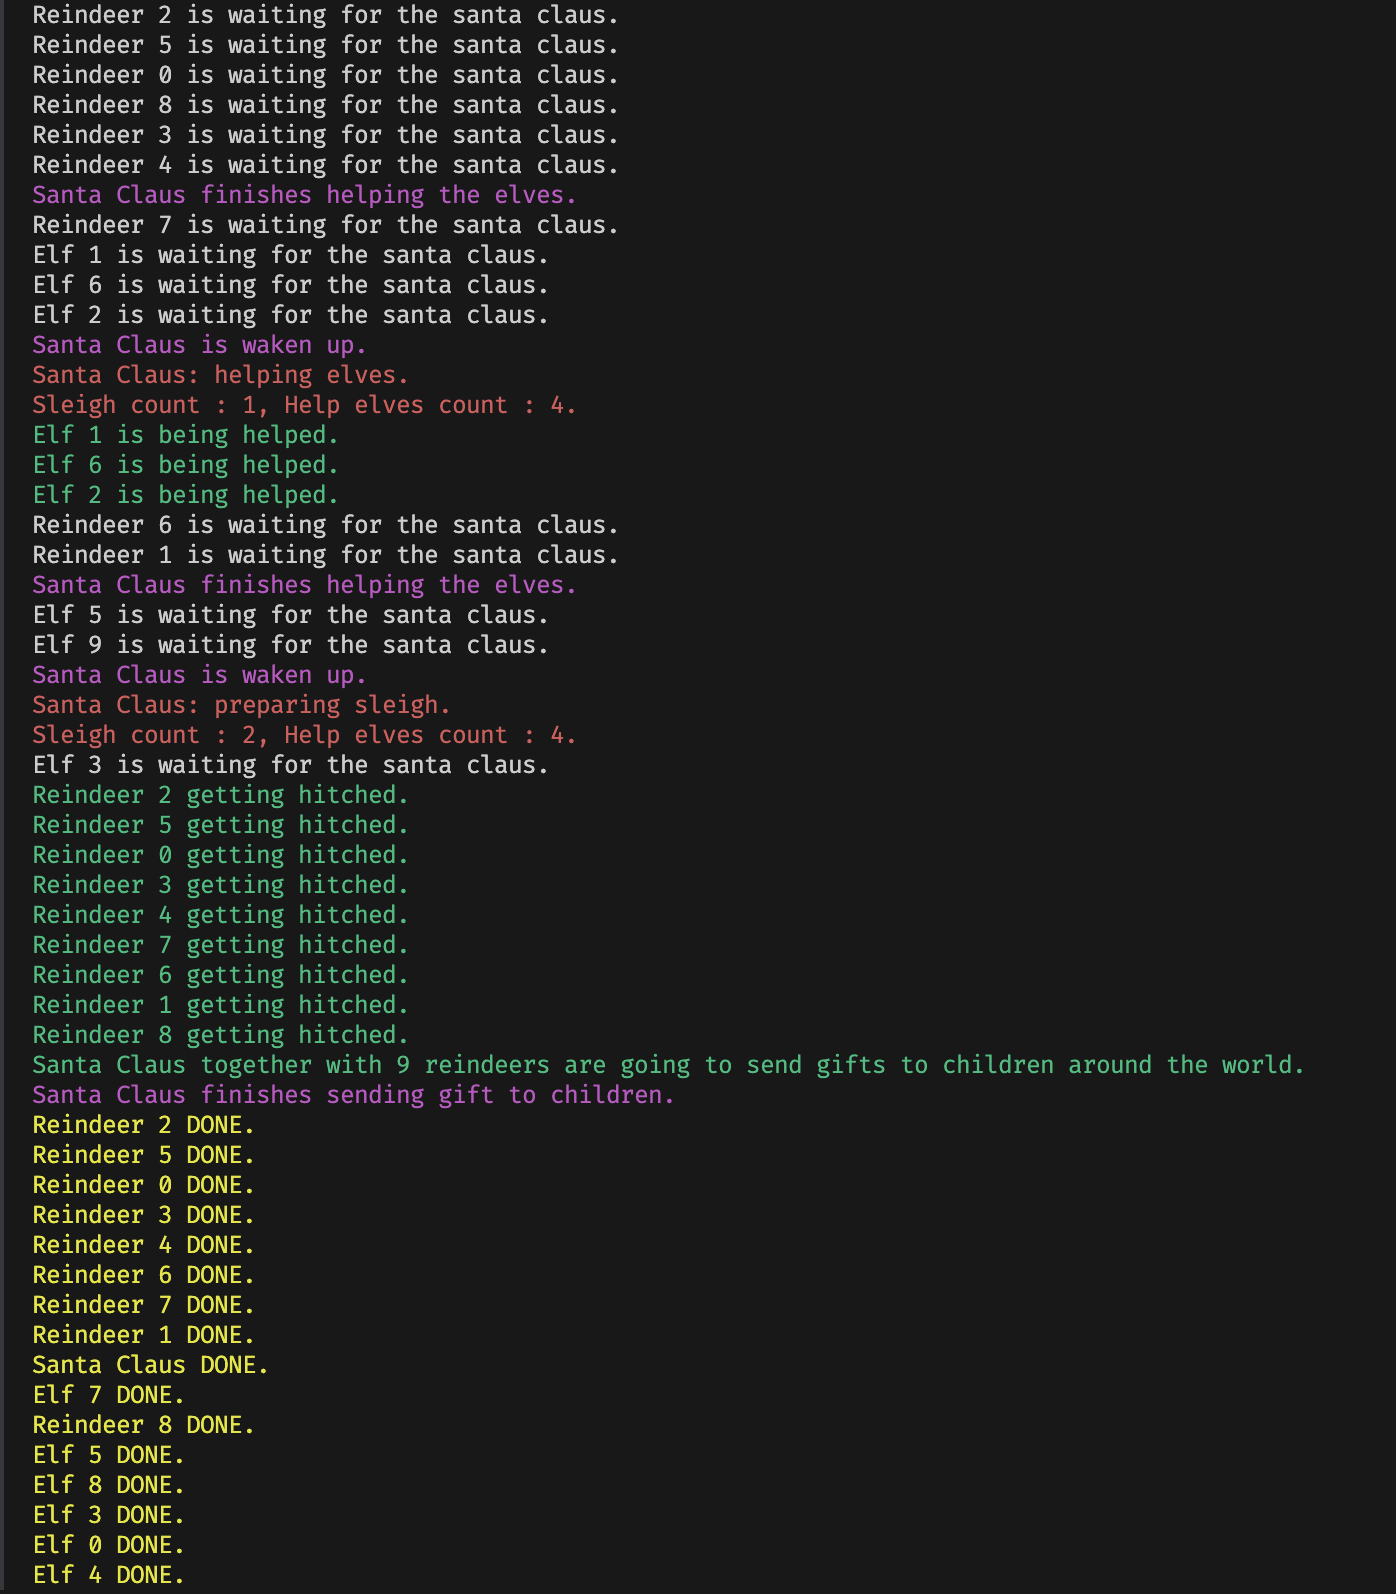 Reindeer 2 is waiting for the santa claus.
Reindeer 5 is waiting for the santa claus.
Reindeer 0 is waiting for the santa claus.
Reindeer 8 is waiting for the santa claus.
Reindeer 3 is waiting for the santa claus.
Reindeer 4 is waiting for the santa claus.
Santa Claus finishes helping the elves.
Reindeer 7 is waiting for the santa claus.
Elf 1 is waiting for the santa claus.
Elf 6 is waiting for the santa claus.
Elf 2 is waiting for the santa claus.
Santa Claus is waken up.
Santa Claus: helping elves.
Sleigh count : 1, Help elves count : 4.
Elf 1 is being helped.
Elf 6 is being helped.
Elf 2 is being helped.
Reindeer 6 is waiting for the santa claus.
Reindeer 1 is waiting for the santa claus.
Santa Claus finishes helping the elves.
Elf 5 is waiting for the santa claus.
Elf 9 is waiting for the santa claus.
Santa Claus is waken up.
Santa Claus: preparing sleigh.
Sleigh count : 2, Help elves count : 4.
Elf 3 is waiting for the santa claus.
Reindeer 2 getting hitched.
Reindeer 5 getting hitched.
Reindeer 0 getting hitched.
Reindeer 3 getting hitched.
Reindeer 4 getting hitched.
Reindeer 7 getting hitched.
Reindeer 6 getting hitched.
Reindeer 1 getting hitched.
Reindeer 8 getting hitched.
Santa Claus together with 9 reindeers are going to send gifts to children around the world.
Santa Claus finishes sending gift to children.
Reindeer 2 DONE.
Reindeer 5 DONE.
Reindeer 0 DONE.
Reindeer 3 DONE.
Reindeer 4 DONE.
Reindeer 6 DONE.
Reindeer 7 DONE.
Reindeer 1 DONE.
Santa Claus DONE.
Elf 7 DONE.
Reindeer 8 DONE.
Elf 5 DONE.
Elf 8 DONE.
Elf 3 DONE.
Elf 0 DONE.
Elf 4 DONE.